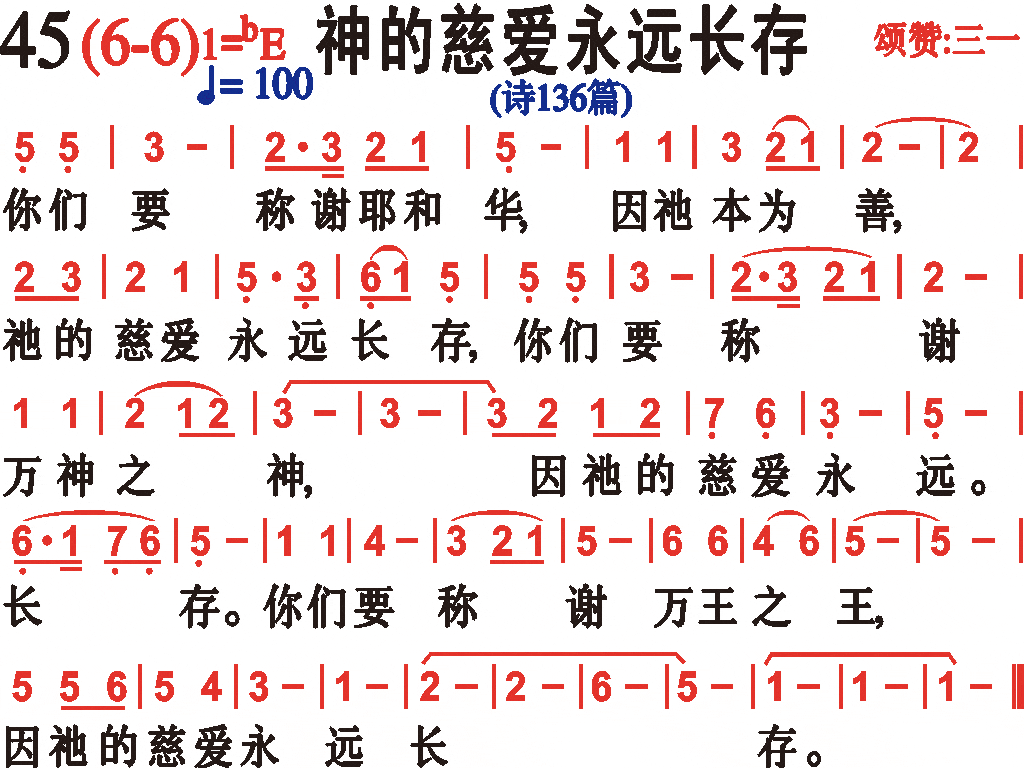 45 (6-6) 1=ᵇE 神的慈爱永远长存 颂赞:三一
♩= 100 (诗136篇)
5̣ 5̣ | 3 - | 2·3 2 1 | 5̣ - | 1 1 | 3 2 1 | 2 - | 2 |
你们 要 称谢耶和 华, 因祂 本为 善,
2 3 | 2 1 | 5̣·3̣ | 6̣ 1 5̣ | 5̣ 5̣ | 3 - | 2·3 2 1 | 2 - |
祂的 慈爱 永 远 长 存, 你们 要 称 谢
1 1 | 2 1 2 | 3 - | 3 - | 3 2 1 2 | 7̣ 6̣ | 3̣ - | 5̣ - |
万神之 神, 因祂的 慈爱 永 远。
6̣·1 7̣ 6̣ | 5̣ - | 1 1 | 4 - | 3 2 1 | 5 - | 6 6 | 4 6 | 5 - | 5 - |
长 存。你们要 称 谢 万王之 王,
5 5 6 | 5 4 | 3 - | 1 - | 2 - | 2 - | 6 - | 5 - | 1 - | 1 - | 1 - ‖
因祂的慈爱永 远 长 存。